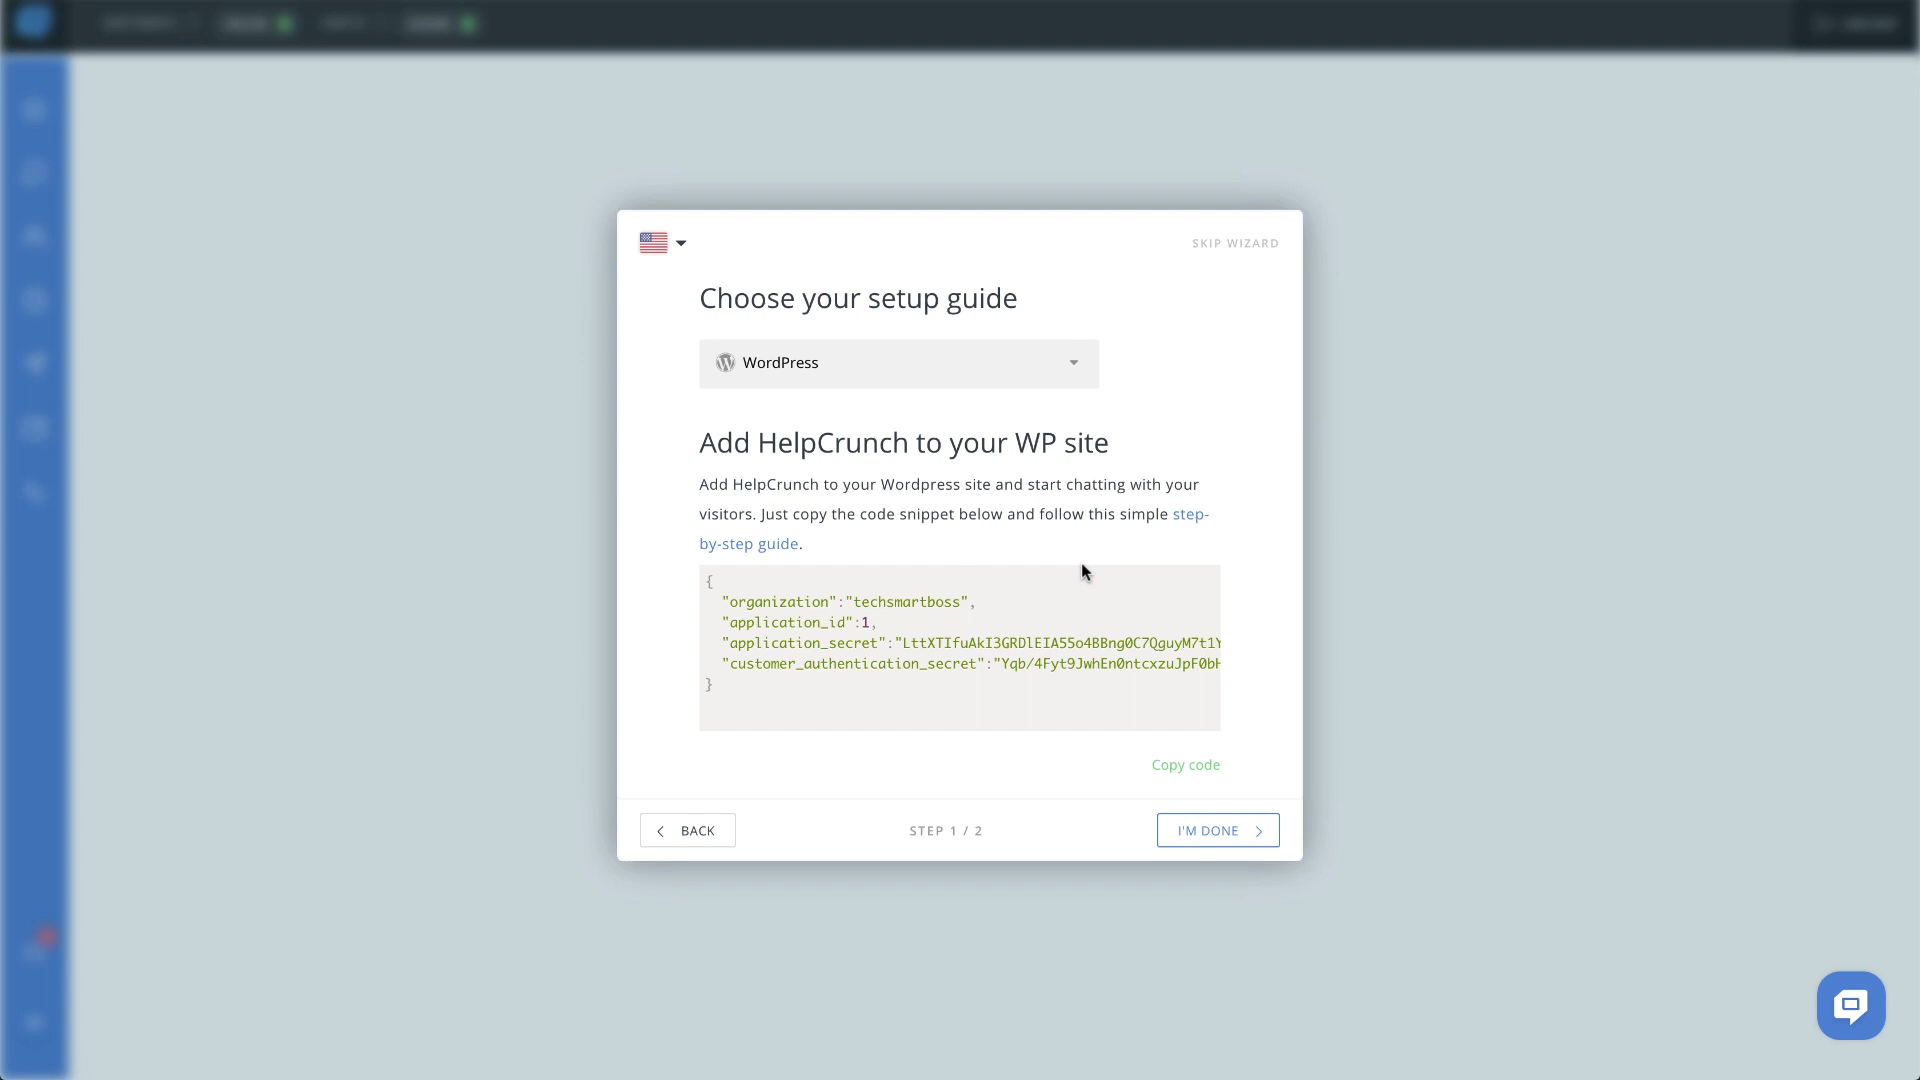 SKIP WIZARD
Choose your setup guide
WordPress
Add HelpCrunch to your WP site
Add HelpCrunch to your Wordpress site and start chatting with your
visitors. Just copy the code snippet below and follow this simple step-
by-step guide.
{
"organization":"techsmartboss",
"application_id":1,
"application_secret":"LttXTIfuAkI3GRDlEIA55o4BBng0C7QguyM7t1Y
"customer_authentication_secret":"Yqb/4Fyt9JwhEn0ntcxzuJpF0bH
}
Copy code
BACK
STEP 1 / 2
I'M DONE